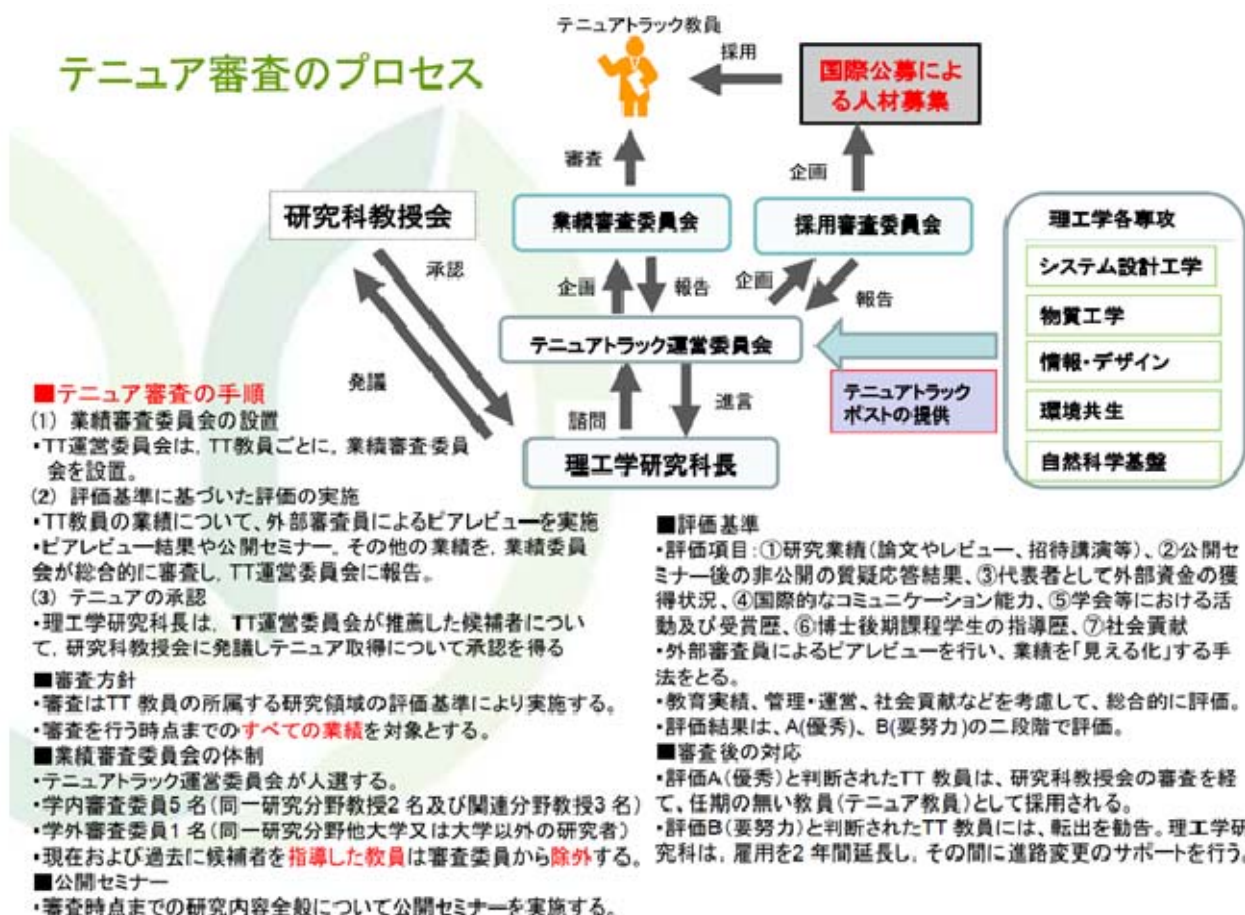 テニュア審査のプロセス
テニュアトラック教員
採用
国際公募によ
る人材募集
審査
企画
研究科教授会
業績審査委員会
採用審査委員会
理工学各専攻
システム設計工学
物質工学
情報・デザイン
環境共生
自然科学基盤
承認
企画
報告
企画
報告
テニュアトラック運営委員会
発議
諮問
進言
テニュアトラック
ポストの提供
理工学研究科長
■テニュア審査の手順
(1) 業績審査委員会の設置
・TT運営委員会は，TT教員ごとに，業績審査委員
会を設置。
(2) 評価基準に基づいた評価の実施
・TT教員の業績について、外部審査員によるピアレビューを実施
・ピアレビュー結果や公開セミナー，その他の業績を，業績委員
会が総合的に審査し，TT運営委員会に報告。
(3) テニュアの承認
・理工学研究科長は，TT運営委員会が推薦した候補者につい
て，研究科教授会に発議しテニュア取得について承認を得る
■審査方針
・審査はTT 教員の所属する研究領域の評価基準により実施する。
・審査を行う時点までのすべての業績を対象とする。
■業績審査委員会の体制
・テニュアトラック運営委員会が人選する。
・学内審査委員5 名(同一研究分野教授2 名及び関連分野教授3 名)
・学外審査委員1 名(同一研究分野他大学又は大学以外の研究者)
・現在および過去に候補者を指導した教員は審査委員から除外する。
■公開セミナー
・審査時点までの研究内容全般について公開セミナーを実施する。
■評価基準
・評価項目：①研究業績(論文やレビュー、招待講演等)、②公開セ
ミナー後の非公開の質疑応答結果、③代表者として外部資金の獲
得状況、④国際的なコミュニケーション能力、⑤学会等における活
動及び受賞歴、⑥博士後期課程学生の指導歴、⑦社会貢献
・外部審査員によるピアレビューを行い、業績を「見える化」する手
法をとる。
・教育実績、管理・運営、社会貢献などを考慮して、総合的に評価。
・評価結果は、A(優秀)、B(要努力)の二段階で評価。
■審査後の対応
・評価A(優秀)と判断されたTT 教員は、研究科教授会の審査を経
て、任期の無い教員(テニュア教員)として採用される。
・評価B(要努力)と判断されたTT 教員には、転出を勧告。理工学研
究科は，雇用を2 年間延長し，その間に進路変更のサポートを行う。